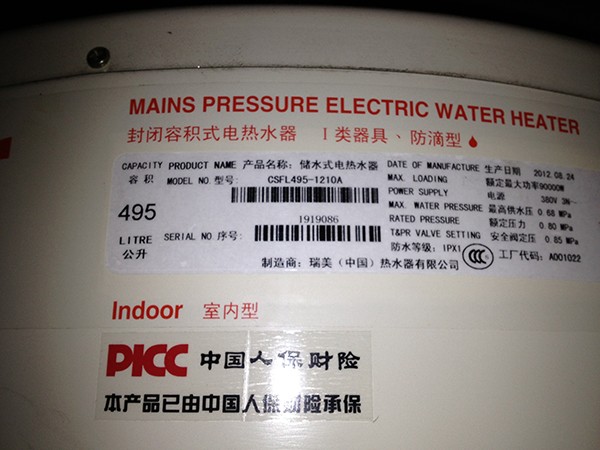 MAINS PRESSURE ELECTRIC WATER HEATER
封闭容积式电热水器 I类器具、防滴型
CAPACITY PRODUCT NAME 产品名称: 储水式电热水器
容积 MODEL NO. 型号: CSFL495-1210A
495
1919086
LITRE SERIAL NO 序号:
公升
DATE OF MANUFACTURE 生产日期 2012.08.24
MAX. LOADING 额定最大功率90000W
POWER SUPPLY 电源 380V 3N~
MAX. WATER PRESSURE 最高供水压 0.68 MPa
RATED PRESSURE 额定压力 0.80 MPa
T&PR VALVE SETTING 安全阀定压 0.85 MPa
防水等级: IPX1 CCC 工厂代码: A001022
制造商: 瑞美(中国)热水器有限公司
Indoor 室内型
PICC 中国人保财险
本产品已由中国人保财险承保